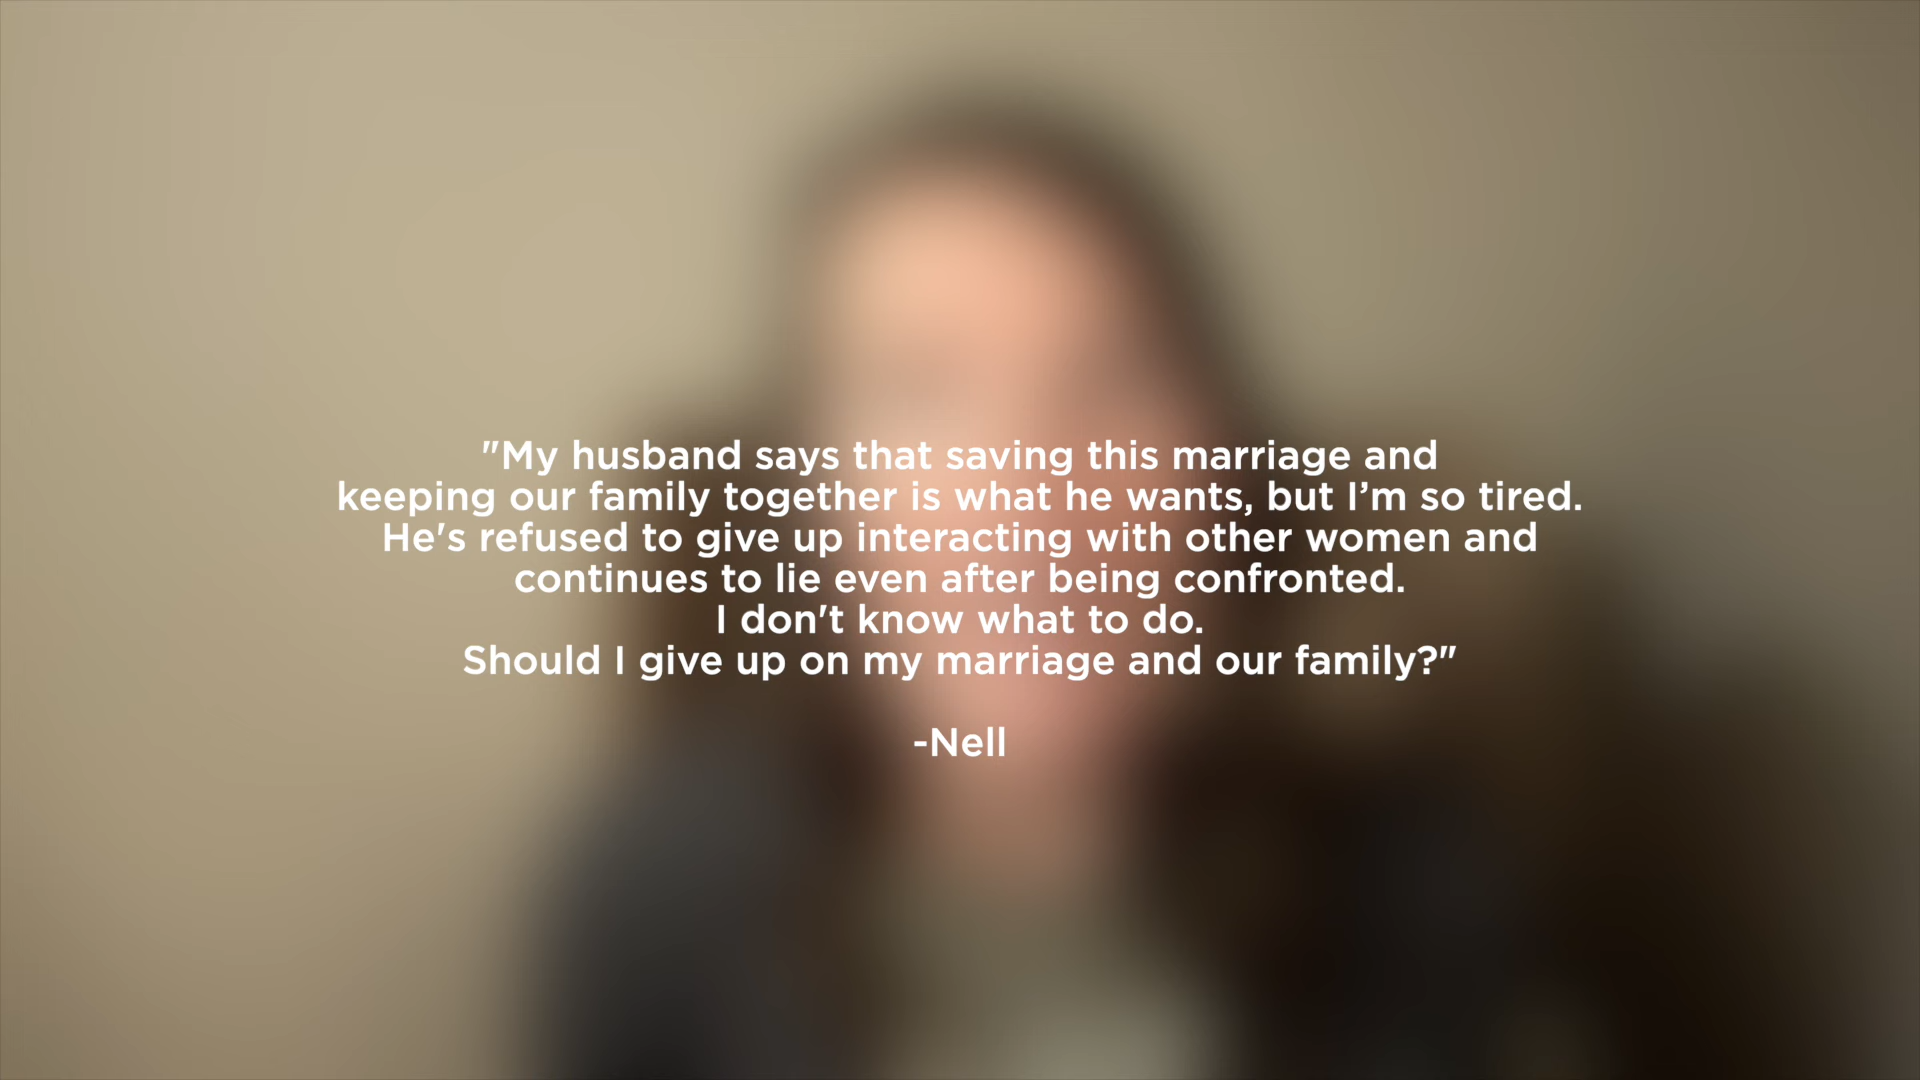 "My husband says that saving this marriage and
keeping our family together is what he wants, but I’m so tired.
He's refused to give up interacting with other women and
continues to lie even after being confronted.
I don't know what to do.
Should I give up on my marriage and our family?"
-Nell